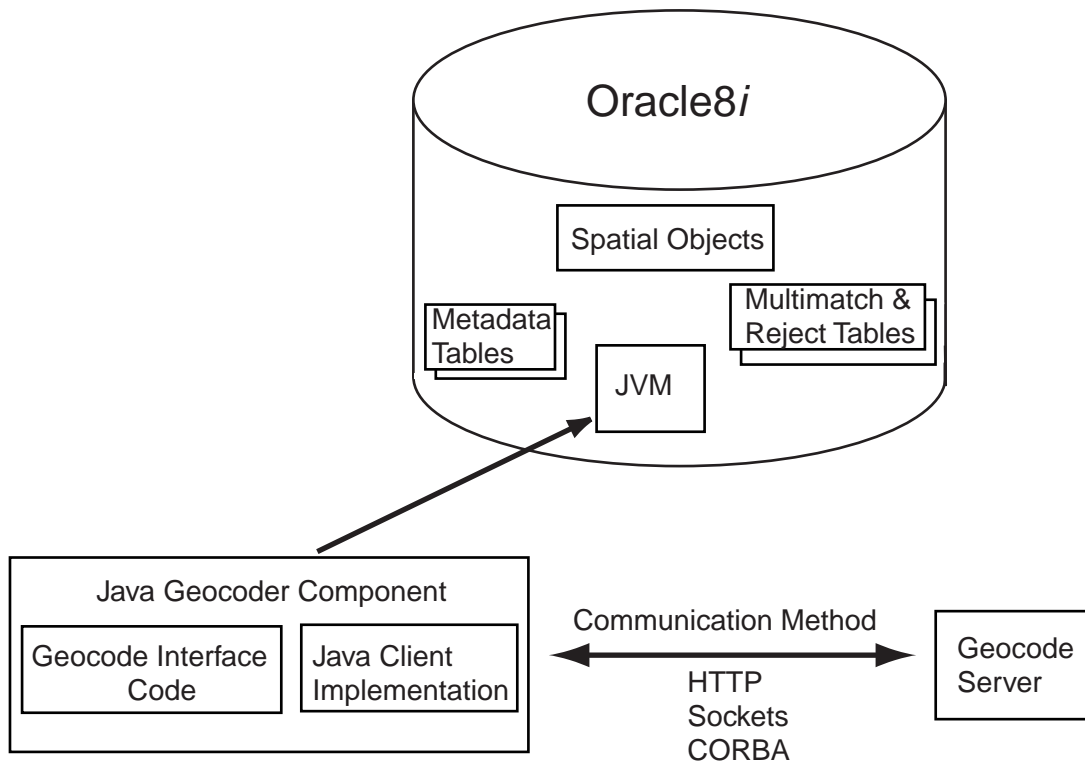 Oracle8i
Spatial Objects
Metadata
Tables
Multimatch &
Reject Tables
JVM
Java Geocoder Component
Geocode Interface
Code
Java Client
Implementation
Communication Method
HTTP
Sockets
CORBA
Geocode
Server